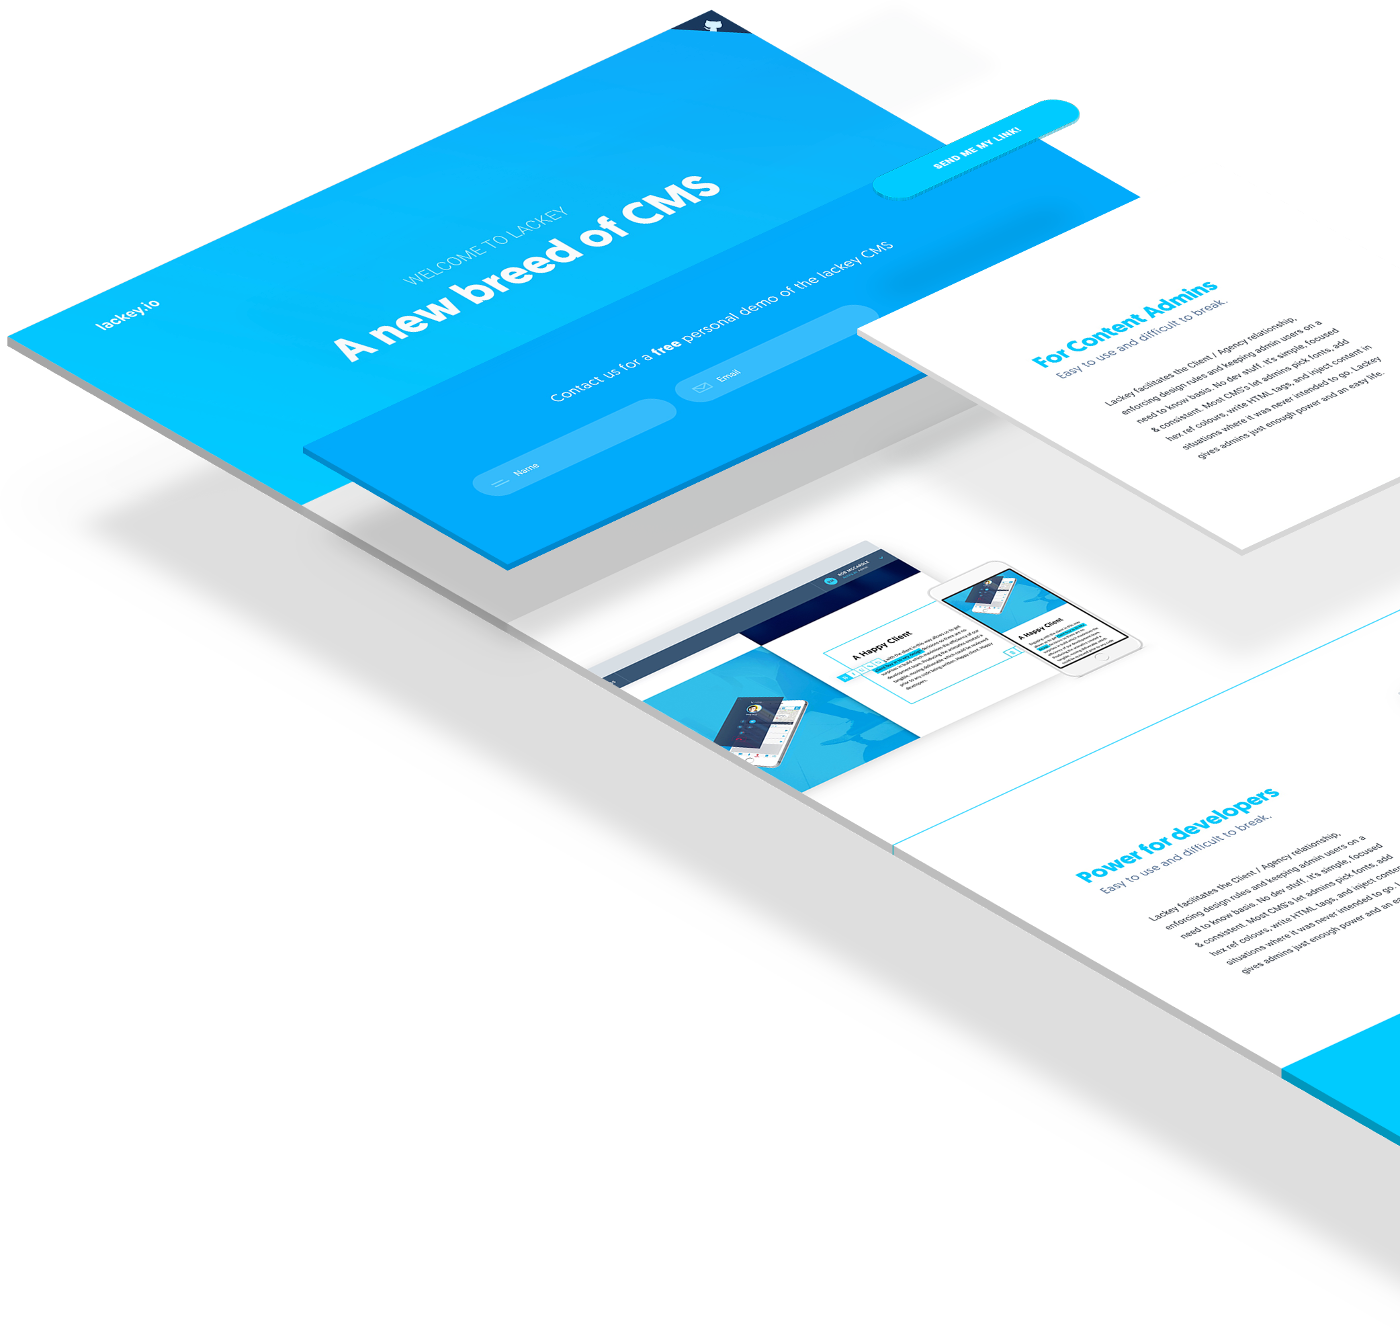 lackey.io
WELCOME TO LACKEY
A new breed of CMS
Contact us for a free personal demo of the lackey CMS
Name
Email
SEND ME MY LINK!
For Content Admins
Easy to use and difficult to break.
Lackey facilitates the Client / Agency relationship,
enforcing design rules and keeping admin users on a
need to know basis. No dev stuff. It's simple, focused
& consistent. Most CMS's let admins pick fonts, add
hex ref colours, write HTML tags, and inject content in
situations where it was never intended to go. Lackey
gives admins just enough power and an easy life.
A Happy Client
A Happy Client
Power for developers
Easy to use and difficult to break.
Lackey facilitates the Client / Agency relationship,
enforcing design rules and keeping admin users on a
need to know basis. No dev stuff. It's simple, focused
& consistent. Most CMS's let admins pick fonts, add
hex ref colours, write HTML tags, and inject
situations where it was never intended to go.
gives admins just enough power and an